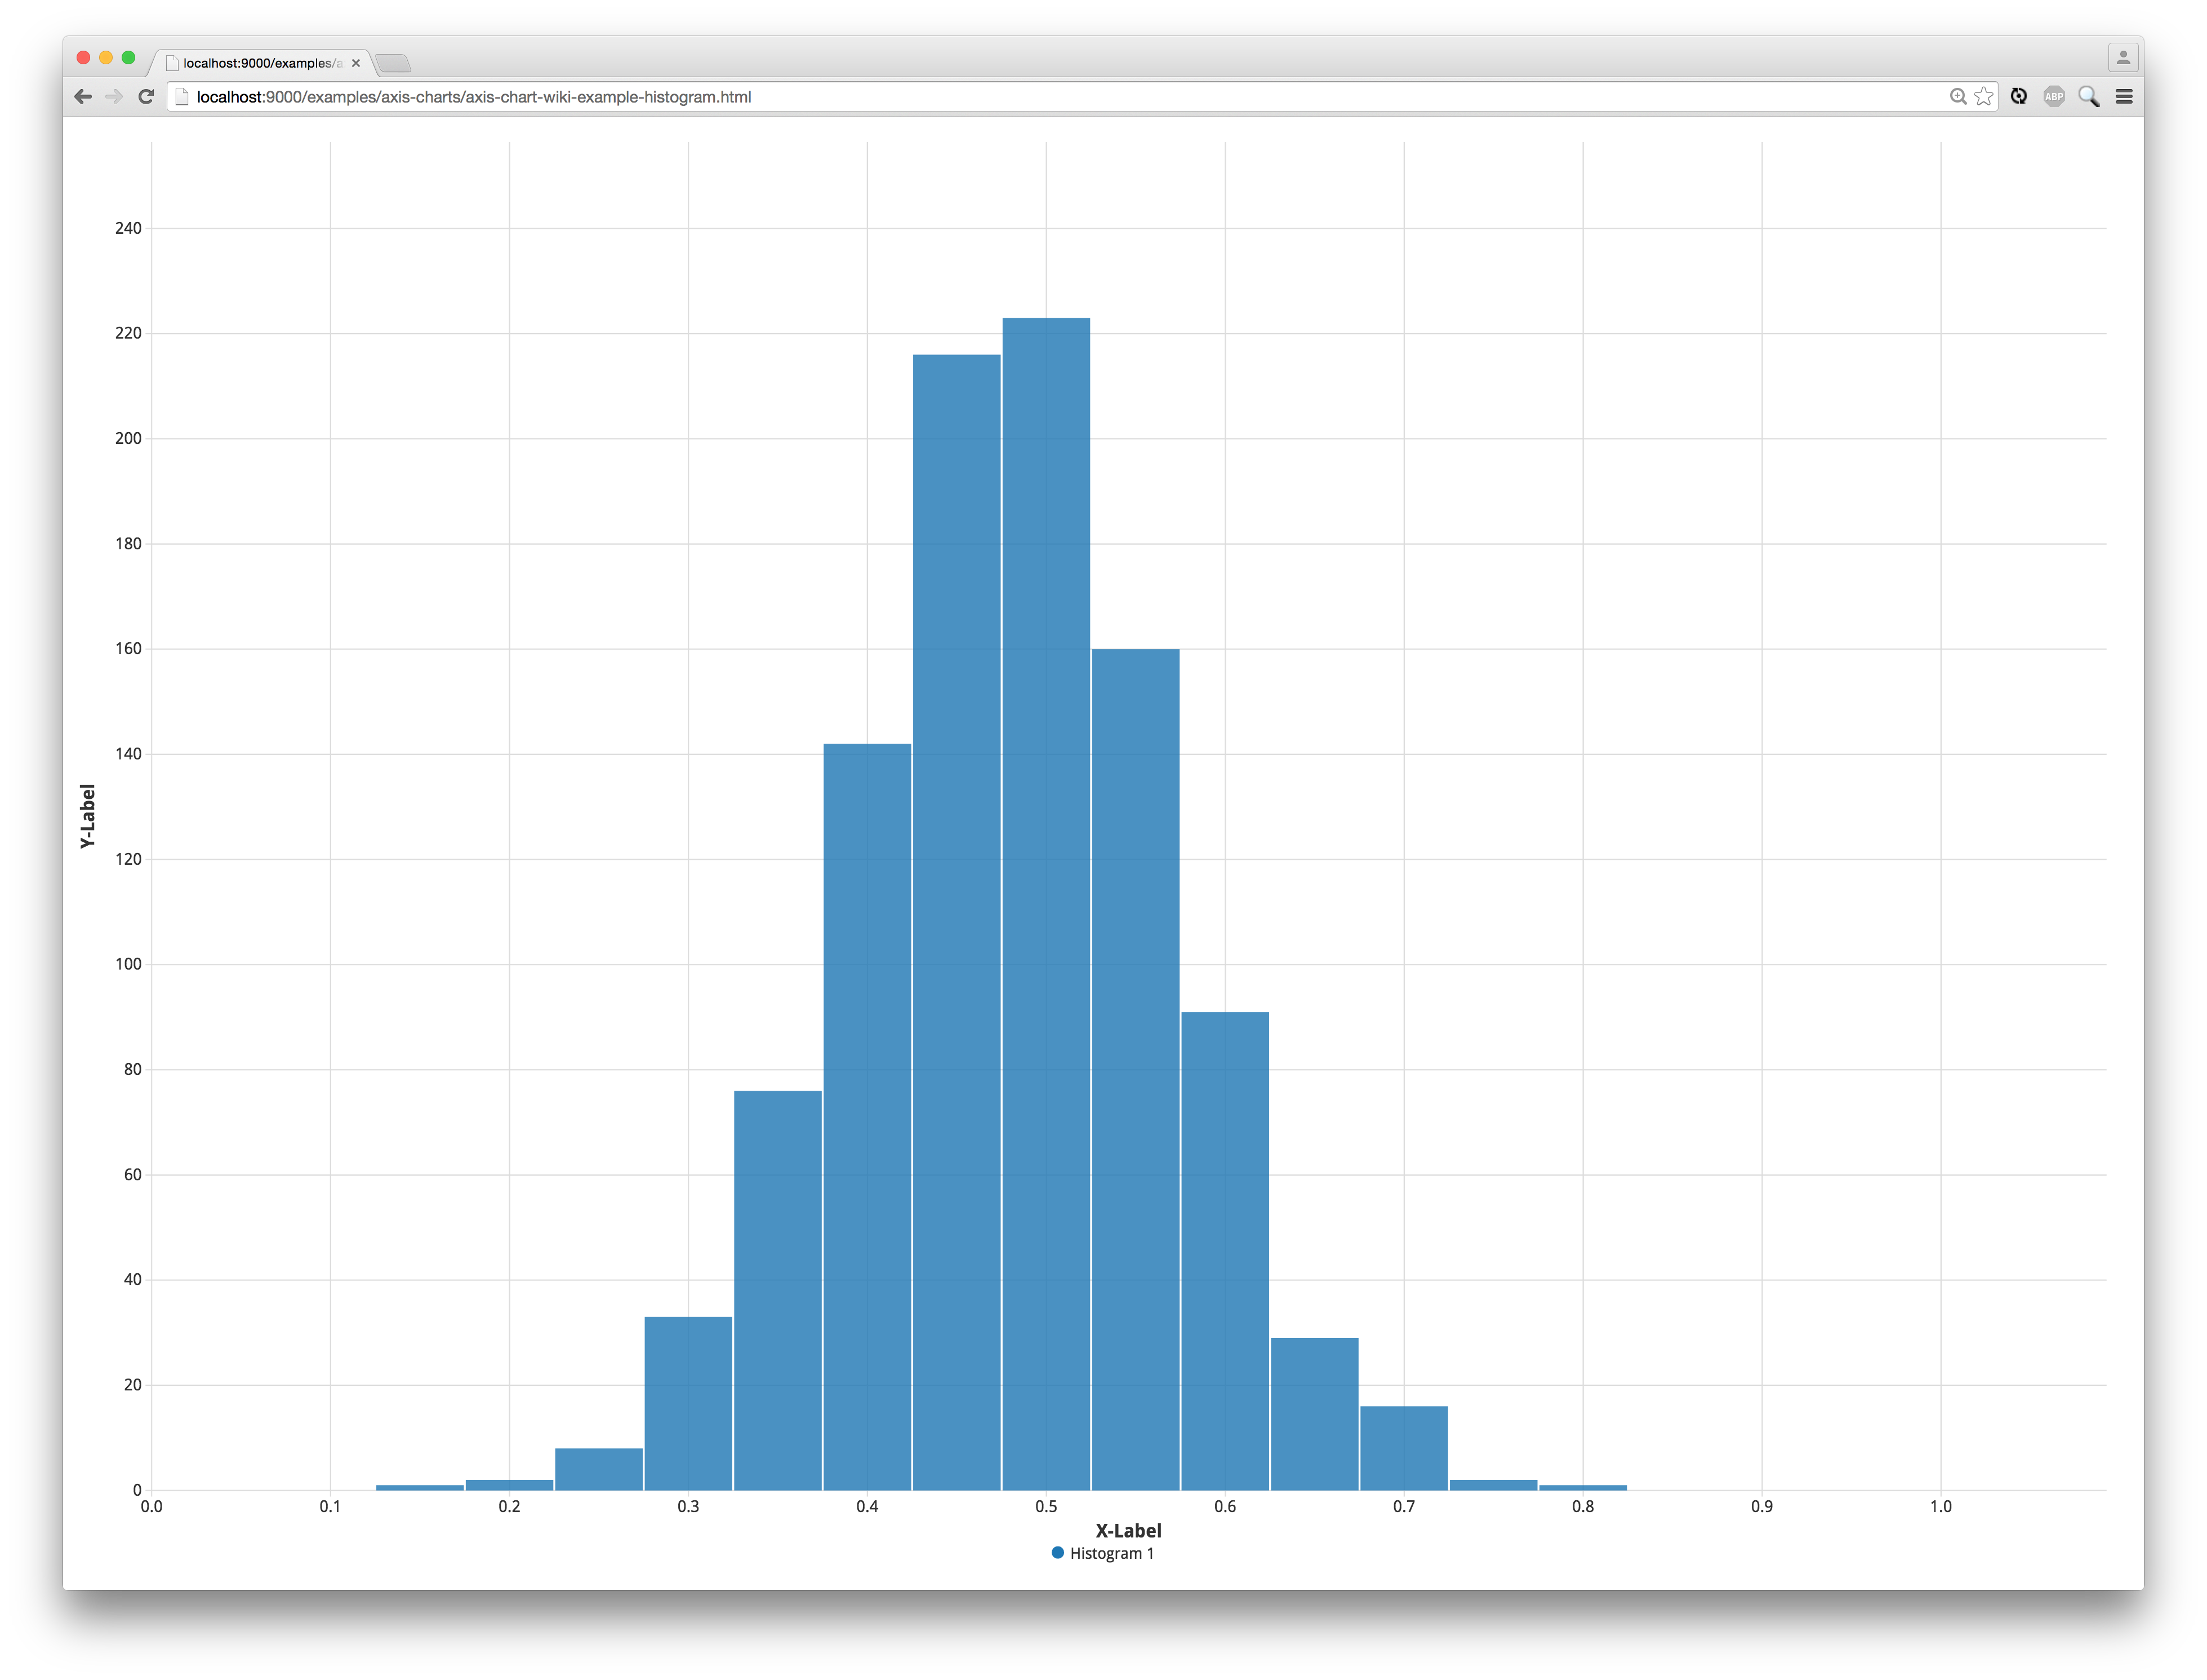 localhost:9000/examples/a
localhost:9000/examples/axis-charts/axis-chart-wiki-example-histogram.html
ABP
240
220
200
180
160
140
120
100
80
60
40
20
0
Y-Label
0.0 0.1 0.2 0.3 0.4 0.5 0.6 0.7 0.8 0.9 1.0
X-Label
Histogram 1